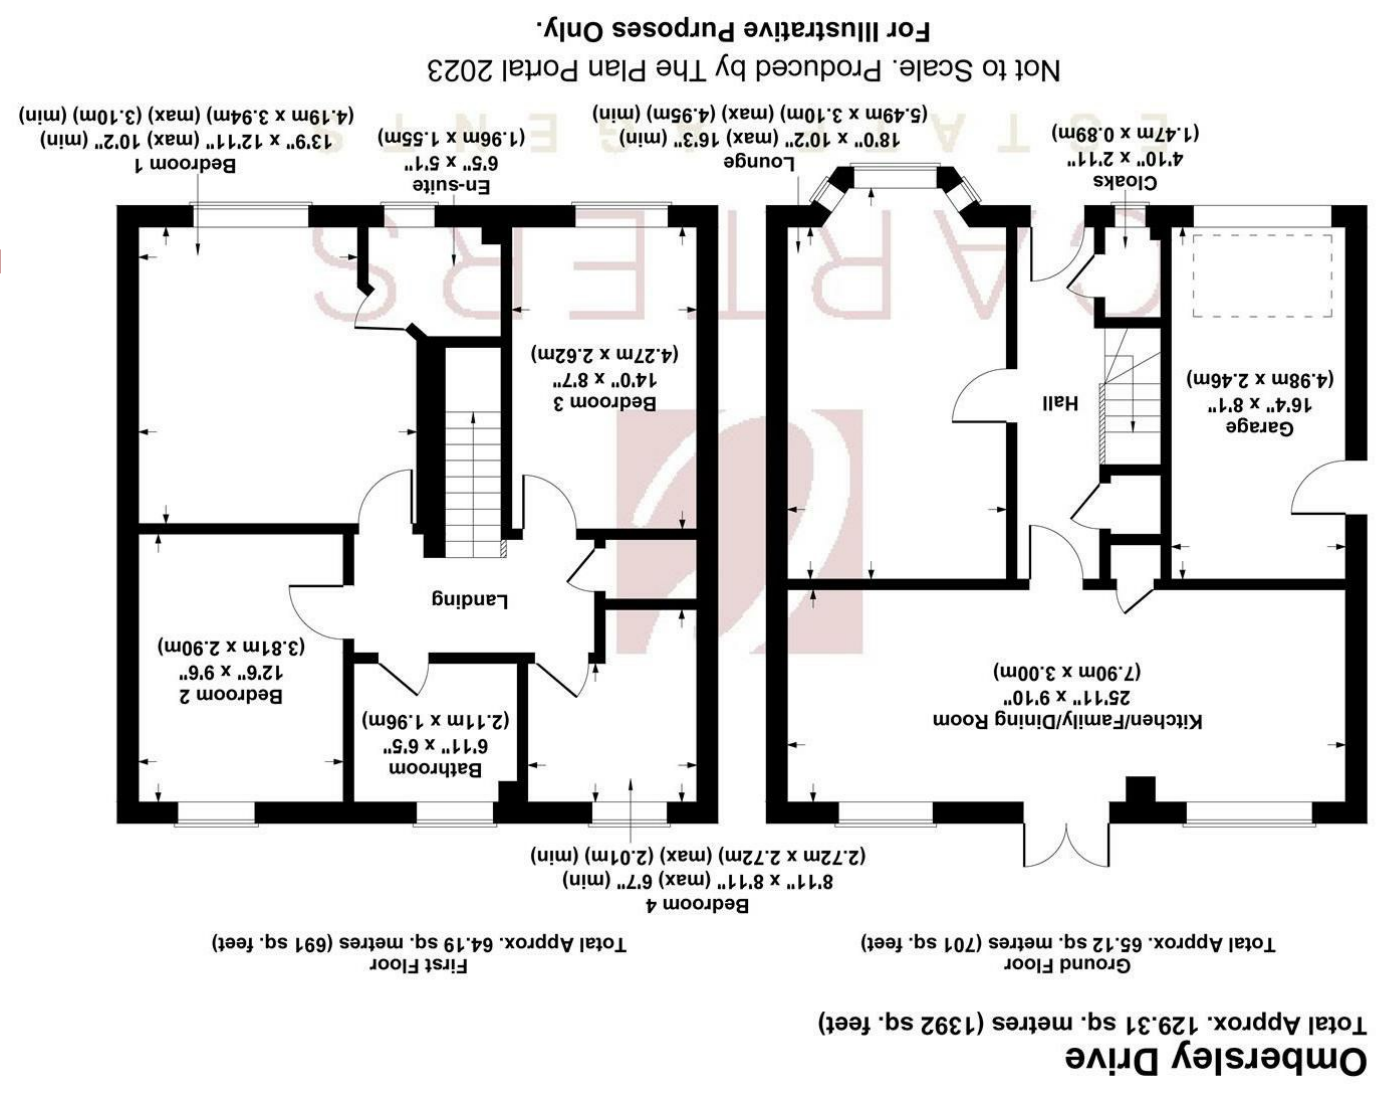 Ombersley Drive
Total Approx. 129.31 sq. metres (1392 sq. feet)
Ground Floor
Total Approx. 65.12 sq. metres (701 sq. feet)
First Floor
Total Approx. 64.19 sq. metres (691 sq. feet)
Kitchen/Family/Dining Room
25'11" x 9'10"
(7.90m x 3.00m)
Garage
16'4" x 8'1"
(4.98m x 2.46m)
Hall
Cloaks
4'10" x 2'11"
(1.47m x 0.89m)
Lounge
18'0" x 10'2" (max) 16'3" (min)
(5.49m x 3.10m) (max) (4.95m) (min)
Bedroom 4
8'11" x 8'11" (max) 6'7" (min)
(2.72m x 2.72m) (max) (2.01m) (min)
Bathroom
6'11" x 6'5"
(2.11m x 1.96m)
Bedroom 2
12'6" x 9'6"
(3.81m x 2.90m)
Landing
Bedroom 3
14'0" x 8'7"
(4.27m x 2.62m)
En-suite
6'5" x 5'1"
(1.96m x 1.55m)
Bedroom 1
13'9" x 12'11" (max) 10'2" (min)
(4.19m x 3.94m) (max) (3.10m) (min)
CARTERS
ESTATE AGENTS
Not to Scale. Produced by The Plan Portal 2023
For Illustrative Purposes Only.